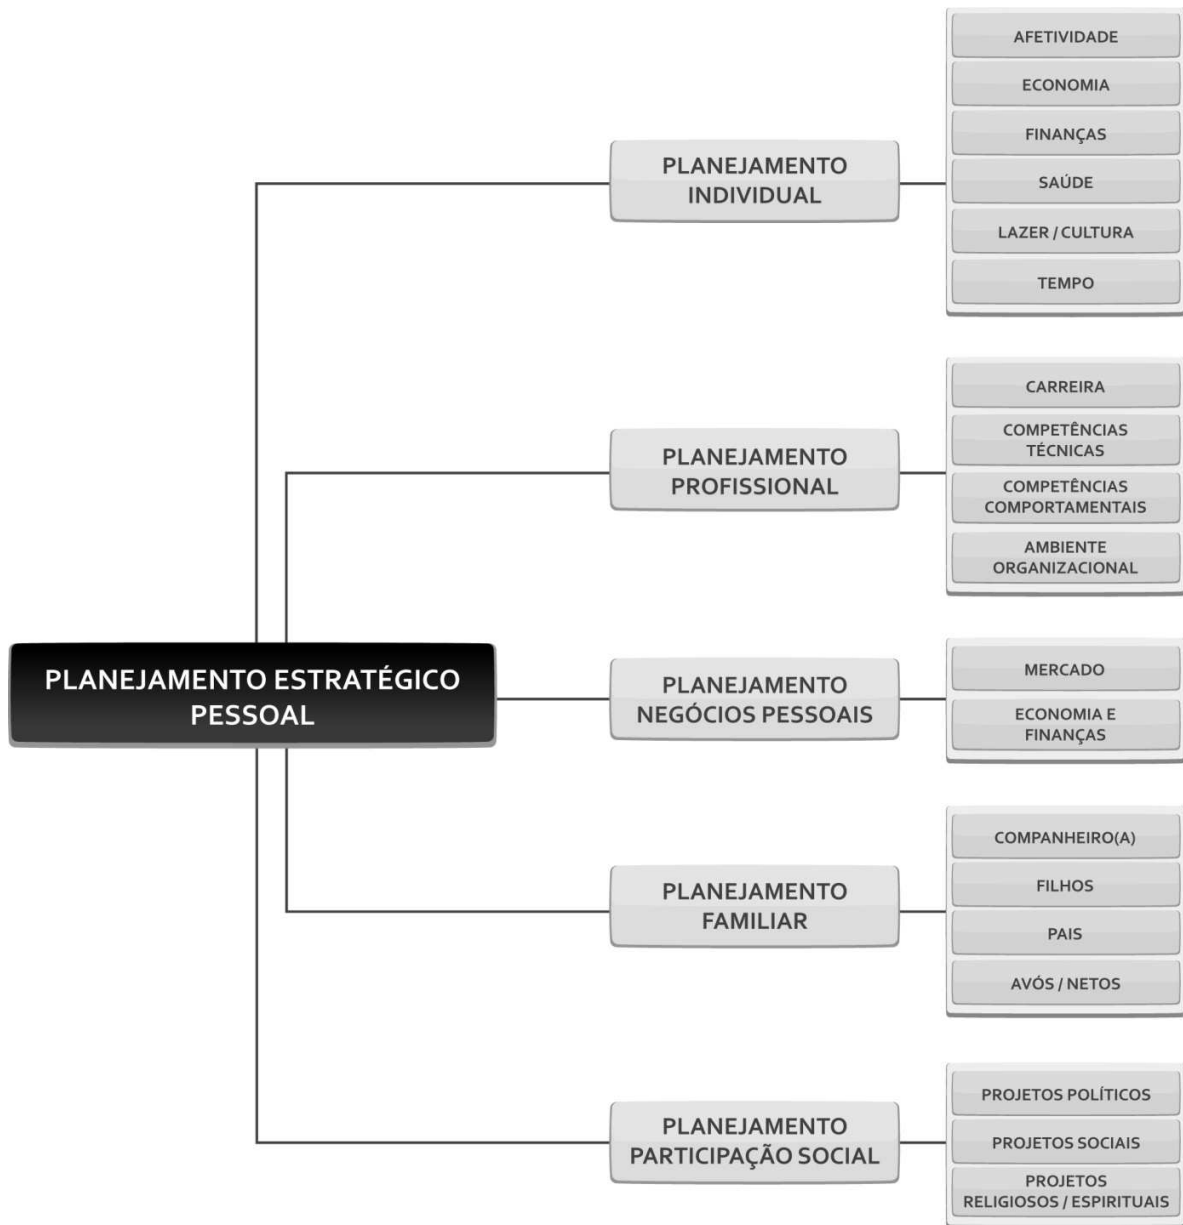 PLANEJAMENTO ESTRATÉGICO
PESSOAL
PLANEJAMENTO
INDIVIDUAL
AFETIVIDADE
ECONOMIA
FINANÇAS
SAÚDE
LAZER / CULTURA
TEMPO
PLANEJAMENTO
PROFISSIONAL
CARREIRA
COMPETÊNCIAS
TÉCNICAS
COMPETÊNCIAS
COMPORTAMENTAIS
AMBIENTE
ORGANIZACIONAL
PLANEJAMENTO
NEGÓCIOS PESSOAIS
MERCADO
ECONOMIA E
FINANÇAS
PLANEJAMENTO
FAMILIAR
COMPANHEIRO(A)
FILHOS
PAIS
AVÓS / NETOS
PLANEJAMENTO
PARTICIPAÇÃO SOCIAL
PROJETOS POLÍTICOS
PROJETOS SOCIAIS
PROJETOS
RELIGIOSOS / ESPIRITUAIS